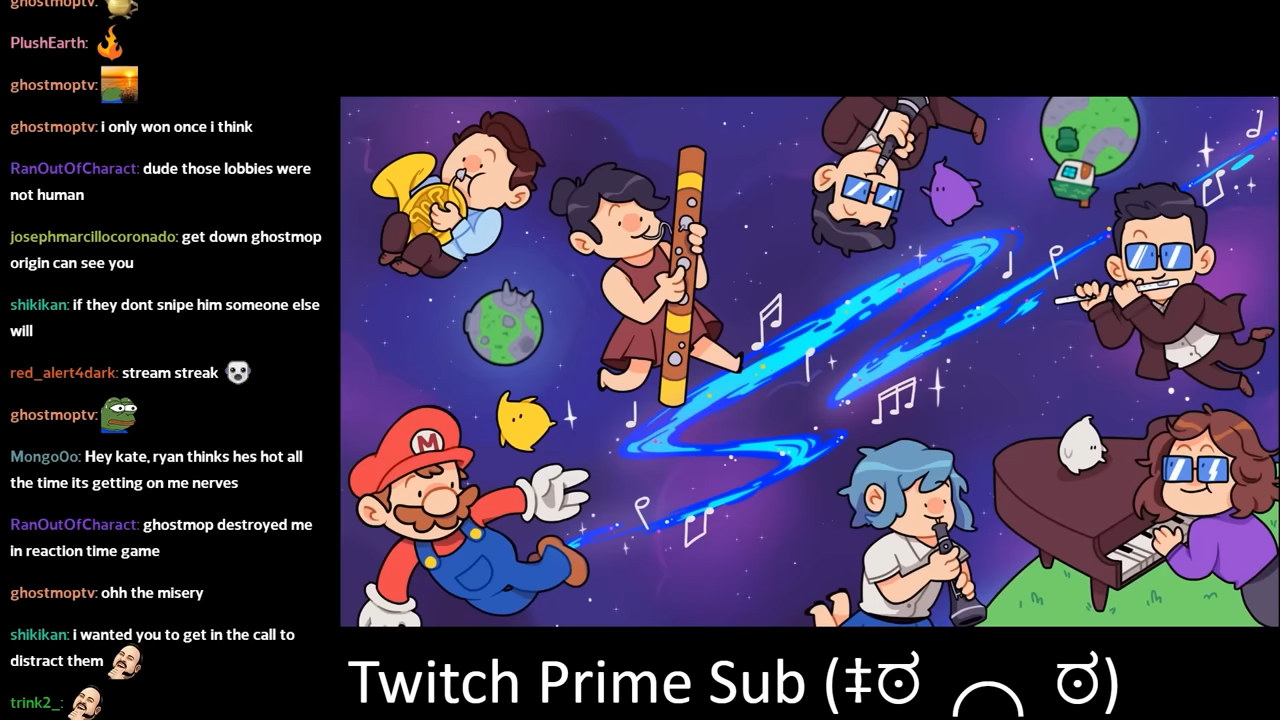 ghostmoptv:
PlushEarth:
ghostmoptv:
ghostmoptv: i only won once i think
RanOutOfCharact: dude those lobbies were
not human
josephmarcillocoronado: get down ghostmop
origin can see you
shikikan: if they dont snipe him someone else
will
red_alert4dark: stream streak
ghostmoptv:
MongoOo: Hey kate, ryan thinks hes hot all
the time its getting on me nerves
RanOutOfCharact: ghostmop destroyed me
in reaction time game
ghostmoptv: ohh the misery
shikikan: i wanted you to get in the call to
distract them
trink2_:
M
Twitch Prime Sub (‡ಠ ︵ ಠ)